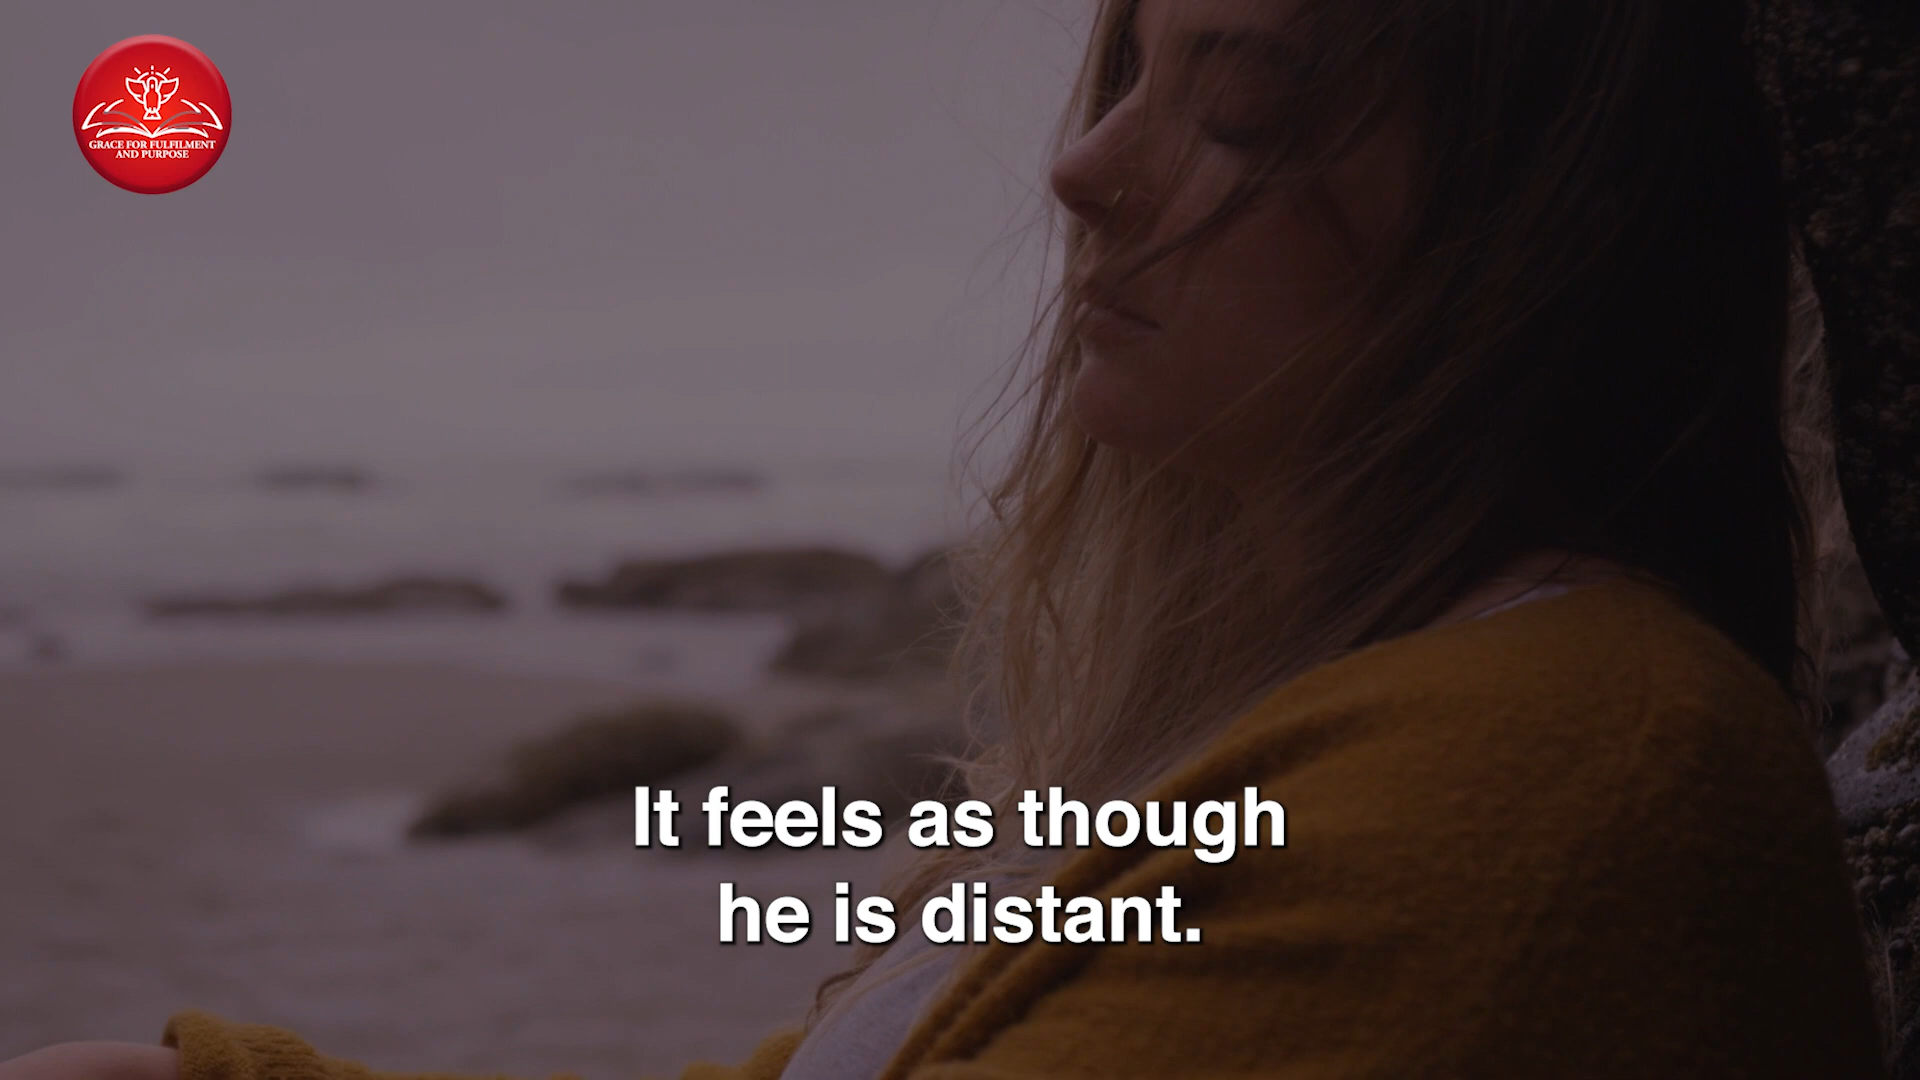 GRACE FOR FULFILMENT
AND PURPOSE
It feels as though
he is distant.